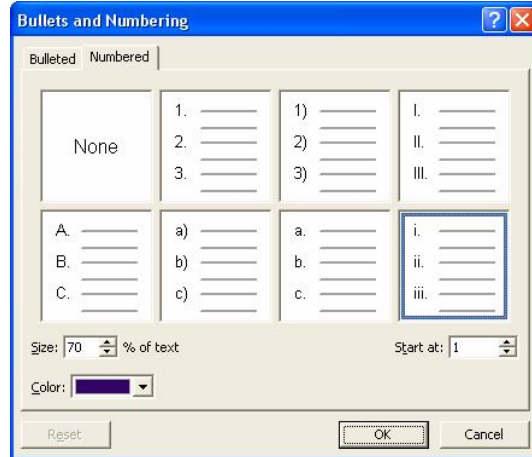 Bullets and Numbering
Bulleted Numbered
None
1.
2.
3.
1)
2)
3)
I.
II.
III.
A.
B.
C.
a)
b)
c)
a.
b.
c.
i.
ii.
iii.
Size: 70 % of text
Start at: 1
Color:
Reset OK Cancel